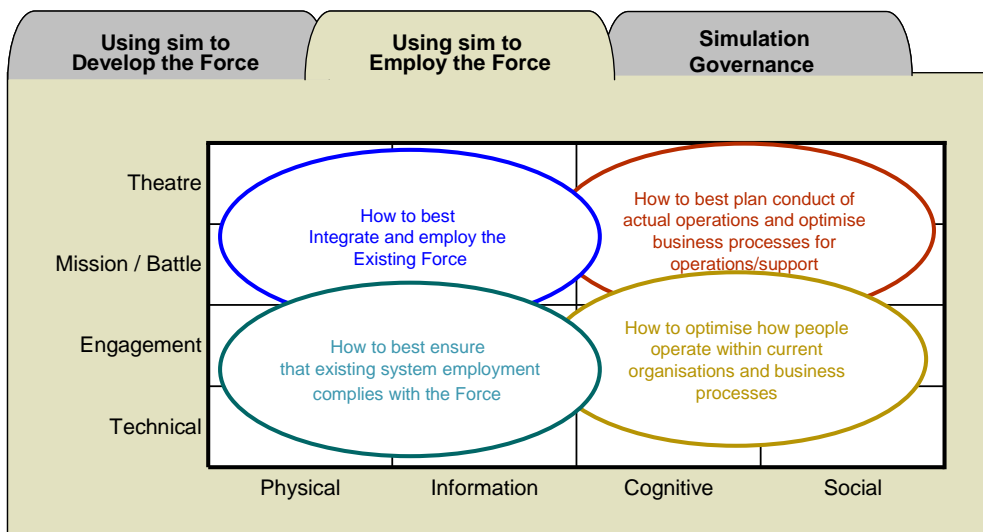 Using sim to
Develop the Force
Using sim to
Employ the Force
Simulation
Governance
Theatre
Mission / Battle
Engagement
Technical
How to best
Integrate and employ the
Existing Force
How to best plan conduct of
actual operations and optimise
business processes for
operations/support
How to best ensure
that existing system employment
complies with the Force
How to optimise how people
operate within current
organisations and business
processes
Physical
Information
Cognitive
Social